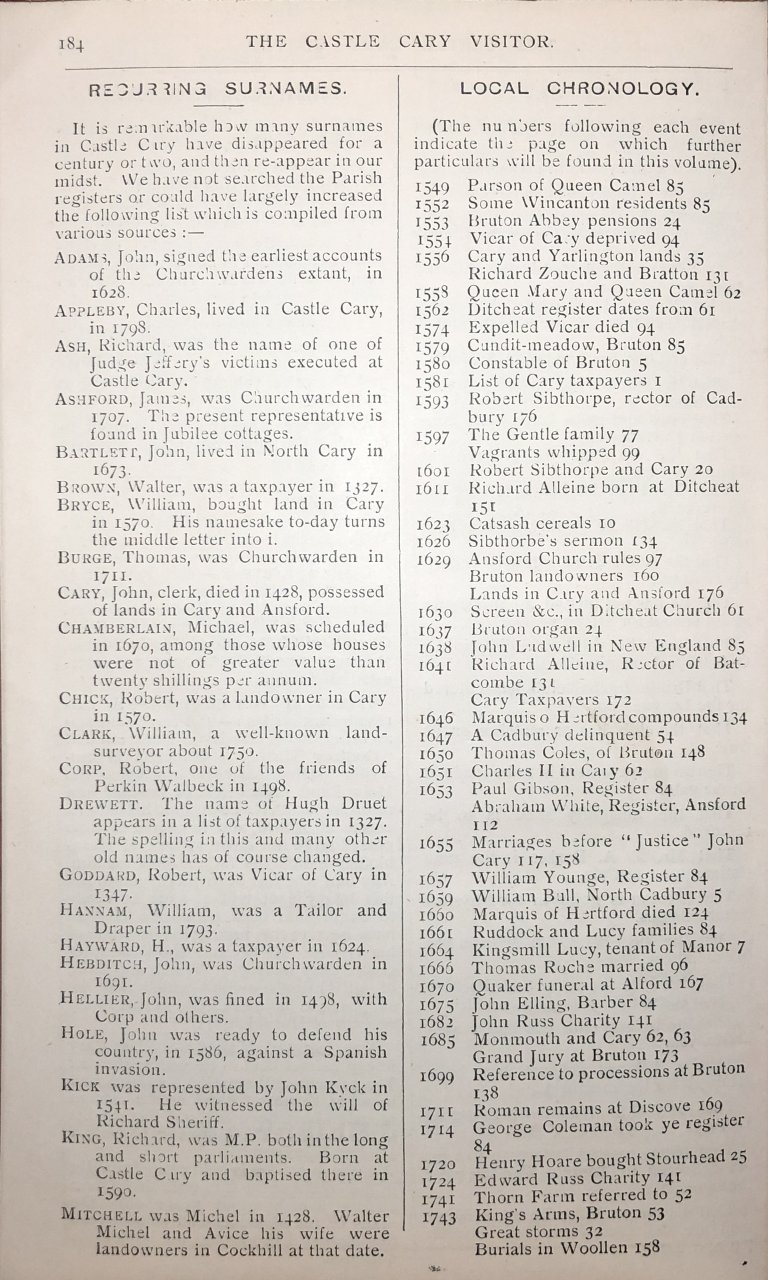 184
THE CASTLE CARY VISITOR.
RECURRING SURNAMES.
It is remarkable how many surnames
in Castle Cary have disappeared for a
century or two, and then re-appear in our
midst. We have not searched the Parish
registers or could have largely increased
the following list which is compiled from
various sources :—
ADAMS, John, signed the earliest accounts
of the Churchwardens extant, in
1628.
APPLEBY, Charles, lived in Castle Cary,
in 1798.
ASH, Richard, was the name of one of
Judge Jeffery's victims executed at
Castle Cary.
ASHFORD, James, was Churchwarden in
1707. The present representative is
found in Jubilee cottages.
BARTLETT, John, lived in North Cary in
1673.
BROWN, Walter, was a taxpayer in 1327.
BRYCE, William, bought land in Cary
in 1570. His namesake to-day turns
the middle letter into i.
BURGE, Thomas, was Churchwarden in
1711.
CARY, John, clerk, died in 1428, possessed
of lands in Cary and Ansford.
CHAMBERLAIN, Michael, was scheduled
in 1670, among those whose houses
were not of greater value than
twenty shillings per annum.
CHICK, Robert, was a landowner in Cary
in 1570.
CLARK, William, a well-known land-
surveyor about 1750.
CORP, Robert, one of the friends of
Perkin Walbeck in 1498.
DREWETT. The name of Hugh Druet
appears in a list of taxpayers in 1327.
The spelling in this and many other
old names has of course changed.
GODDARD, Robert, was Vicar of Cary in
1347.
HANNAM, William, was a Tailor and
Draper in 1793.
HAYWARD, H., was a taxpayer in 1624.
HEBDITCH, John, was Churchwarden in
1691.
HELLIER, John, was fined in 1498, with
Corp and others.
HOLE, John was ready to defend his
country, in 1586, against a Spanish
invasion.
KICK was represented by John Kyck in
1541. He witnessed the will of
Richard Sheriff.
KING, Richard, was M.P. both in the long
and short parliaments. Born at
Castle Cary and baptised there in
1590.
MITCHELL was Michel in 1428. Walter
Michel and Avice his wife were
landowners in Cockhill at that date.
LOCAL CHRONOLOGY.
(The nu nbers following each event
indicate the page on which further
particulars will be found in this volume).
1549 Parson of Queen Camel 85
1552 Some Wincanton residents 85
1553 Bruton Abbey pensions 24
1554 Vicar of Cary deprived 94
1556 Cary and Yarlington lands 35
Richard Zouche and Bratton 131
1558 Queen Mary and Queen Camel 62
1562 Ditcheat register dates from 61
1574 Expelled Vicar died 94
1579 Cundit-meadow, Bruton 85
1580 Constable of Bruton 5
1581 List of Cary taxpayers 1
1593 Robert Sibthorpe, rector of Cad-
bury 176
1597 The Gentle family 77
Vagrants whipped 99
1601 Robert Sibthorpe and Cary 20
1611 Richard Alleine born at Ditcheat
151
1623 Catsash cereals 10
1626 Sibthorbe's sermon 134
1629 Ansford Church rules 97
Bruton landowners 160
Lands in Cary and Ansford 176
1630 Screen &c., in Ditcheat Church 61
1637 Bruton organ 24
1638 John Ludwell in New England 85
1641 Richard Alleine, Rector of Bat-
combe 131
Cary Taxpayers 172
1646 Marquis o Hertford compounds 134
1647 A Cadbury delinquent 54
1650 Thomas Coles, of Bruton 148
1651 Charles II in Cary 62
1653 Paul Gibson, Register 84
Abraham White, Register, Ansford
112
1655 Marriages before "Justice" John
Cary 117, 158
1657 William Younge, Register 84
1659 William Ball, North Cadbury 5
1660 Marquis of Hertford died 124
1661 Ruddock and Lucy families 84
1664 Kingsmill Lucy, tenant of Manor 7
1666 Thomas Roche married 96
1670 Quaker funeral at Alford 167
1675 John Elling, Barber 84
1682 John Russ Charity 141
1685 Monmouth and Cary 62, 63
Grand Jury at Bruton 173
1699 Reference to processions at Bruton
138
1711 Roman remains at Discove 169
1714 George Coleman took ye register
84
1720 Henry Hoare bought Stourhead 25
1724 Edward Russ Charity 141
1741 Thorn Farm referred to 52
1743 King's Arms, Bruton 53
Great storms 32
Burials in Woollen 158